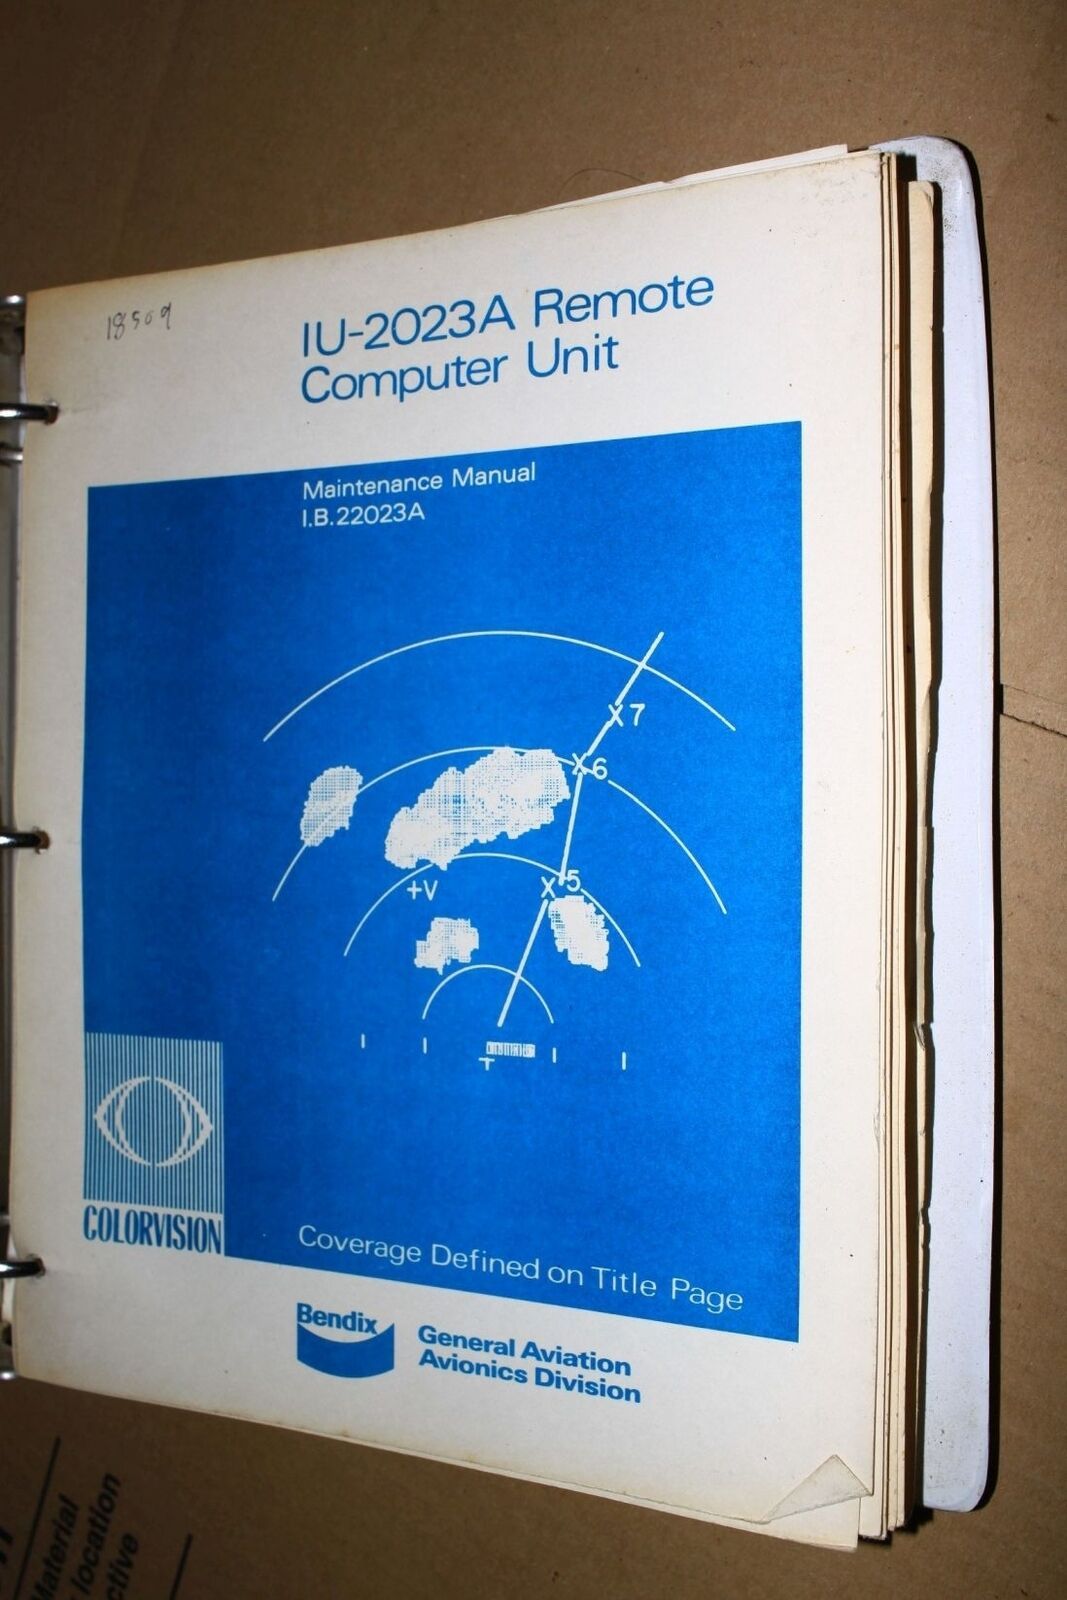 18509
IU-2023A Remote
Computer Unit
Maintenance Manual
I.B.22023A
X7
X6
X5
+V
T
COLORVISION
Coverage Defined on Title Page
Bendix
General Aviation
Avionics Division
Material
location
ctive